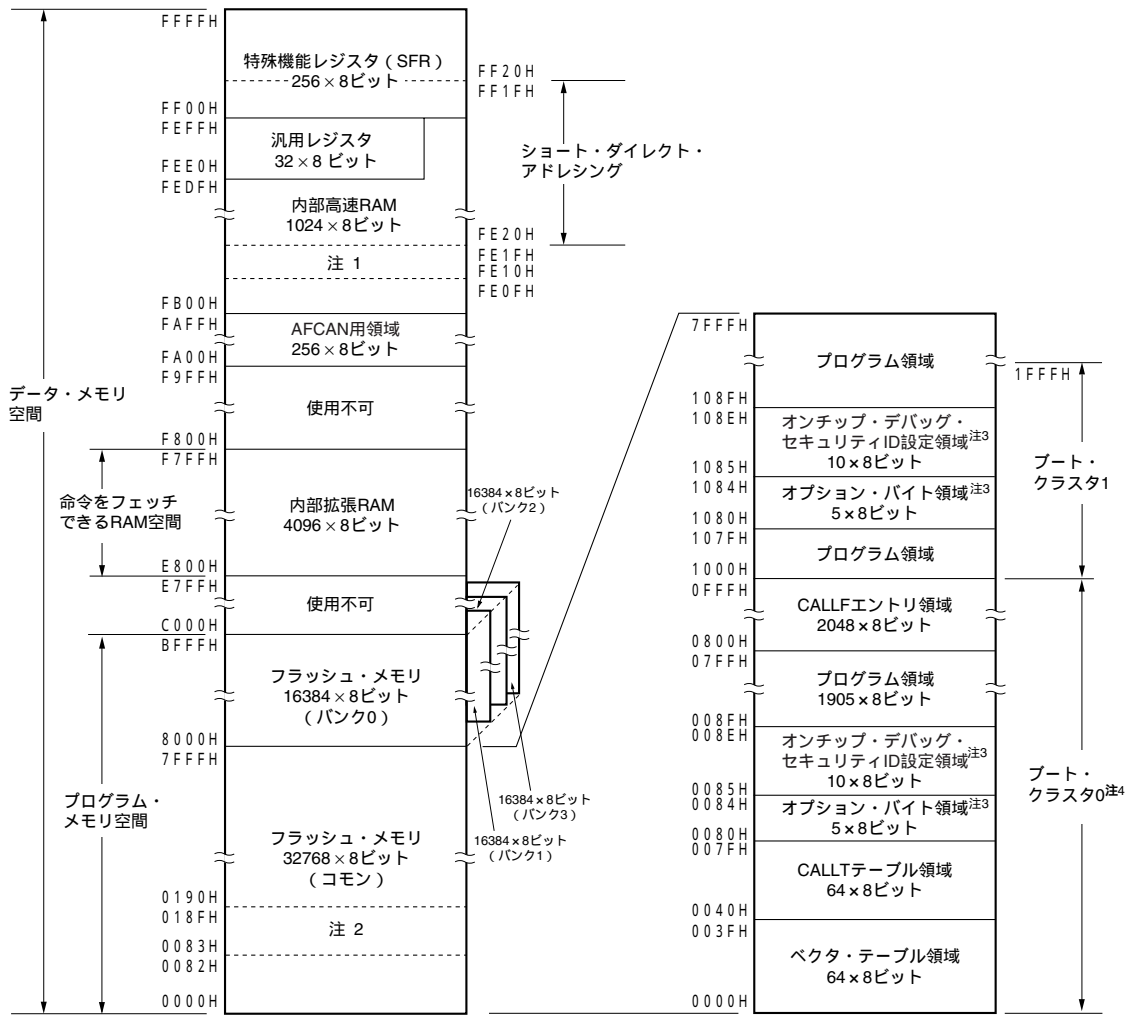 データ・メモリ
空間
命令をフェッチ
できるRAM空間
プログラム・
メモリ空間
FFFFH
FF00H
FEFFH
FEE0H
FEDFH
FB00H
FAFFH
FA00H
F9FFH
F800H
F7FFH
E800H
E7FFH
C000H
BFFFH
8000H
7FFFH
0190H
018FH
0083H
0082H
0000H
特殊機能レジスタ（SFR）
256×8ビット
汎用レジスタ
32×8 ビット
内部高速RAM
1024×8ビット
注 1
AFCAN用領域
256×8ビット
使用不可
内部拡張RAM
4096×8ビット
使用不可
フラッシュ・メモリ
16384×8ビット
（バンク0）
フラッシュ・メモリ
32768×8ビット
（コモン）
注 2
FF20H
FF1FH
FE20H
FE1FH
FE10H
FE0FH
ショート・ダイレクト・
アドレシング
16384×8ビット
（バンク2）
16384×8ビット
（バンク3）
16384×8ビット
（バンク1）
7FFFH
108FH
108EH
1085H
1084H
1080H
107FH
1000H
0FFFH
0800H
07FFH
008FH
008EH
0085H
0084H
0080H
007FH
0040H
003FH
0000H
プログラム領域
オンチップ・デバッグ・
セキュリティID設定領域注3
10×8ビット
オプション・バイト領域注3
5×8ビット
プログラム領域
CALLFエントリ領域
2048×8ビット
プログラム領域
1905×8ビット
オンチップ・デバッグ・
セキュリティID設定領域注3
10×8ビット
オプション・バイト領域注3
5×8ビット
CALLTテーブル領域
64×8ビット
ベクタ・テーブル領域
64×8ビット
1FFFH
ブート・
クラスタ1
ブート・
クラスタ0注4